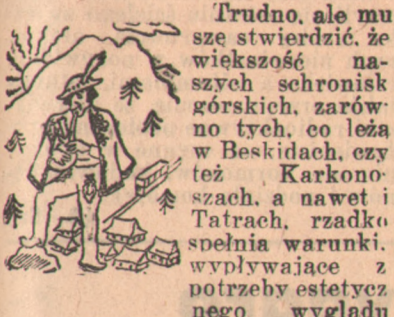 Trudno, ale mu
szę stwierdzić, że
większość na-
szych schronisk
górskich, zarów-
no tych, co leżą
w Beskidach, czy
też Karkono-
szach, a nawet i
Tatrach, rzadko
spełnia warunki,
wypływające z
potrzeby estetycz
nego wyglądu